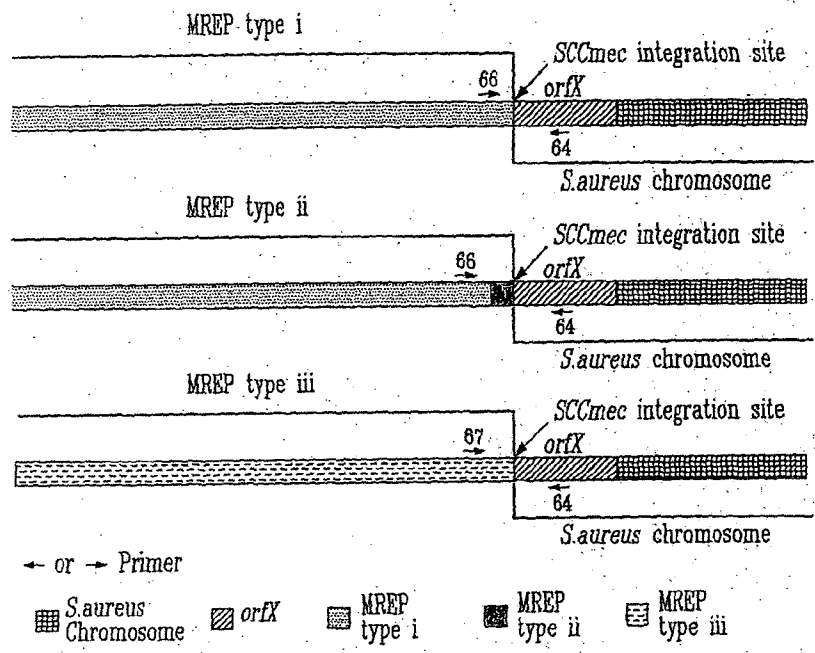 MREP type i
SCCmec integration site
66
orfX
64
S.aureus chromosome
MREP type ii
SCCmec integration site
66
orfX
64
S.aureus chromosome
MREP type iii
SCCmec integration site
67
orfX
64
S.aureus chromosome
← or → Primer
S.aureus Chromosome
orfX
MREP type i
MREP type ii
MREP type iii